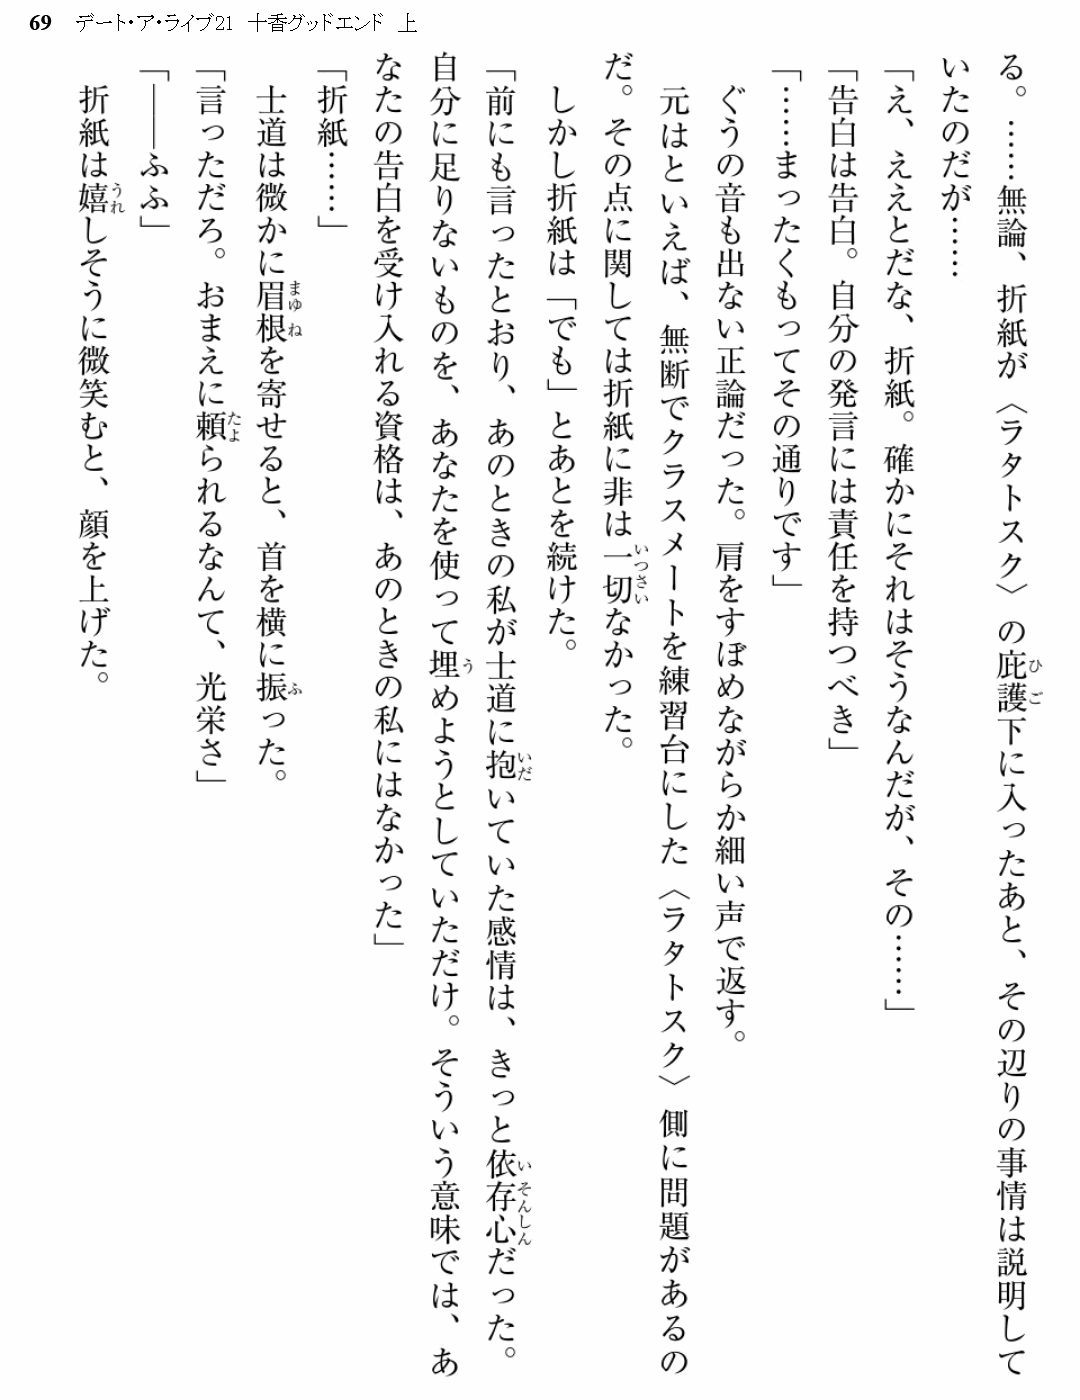 69 デート・ア・ライブ21 十香グッドエンド 上
る。……無論、折紙が〈ラタトスク〉の庇護下に入ったあと、その辺りの事情は説明して
いたのだが……
「え、ええとだな、折紙。確かにそれはそうなんだが、その……」
「告白は告白。自分の発言には責任を持つべき」
「……まったくもってその通りです」
ぐうの音も出ない正論だった。肩をすぼめながらか細い声で返す。
元はといえば、無断でクラスメートを練習台にした〈ラタトスク〉側に問題があるの
だ。その点に関しては折紙に非は一切なかった。
しかし折紙は「でも」とあとを続けた。
「前にも言ったとおり、あのときの私が士道に抱いていた感情は、きっと依存心だった。
自分に足りないものを、あなたを使って埋めようとしていただけ。そういう意味では、あ
なたの告白を受け入れる資格は、あのときの私にはなかった」
「折紙……」
士道は微かに眉根を寄せると、首を横に振った。
「言っただろ。おまえに頼られるなんて、光栄さ」
「――ふふ」
折紙は嬉しそうに微笑むと、顔を上げた。